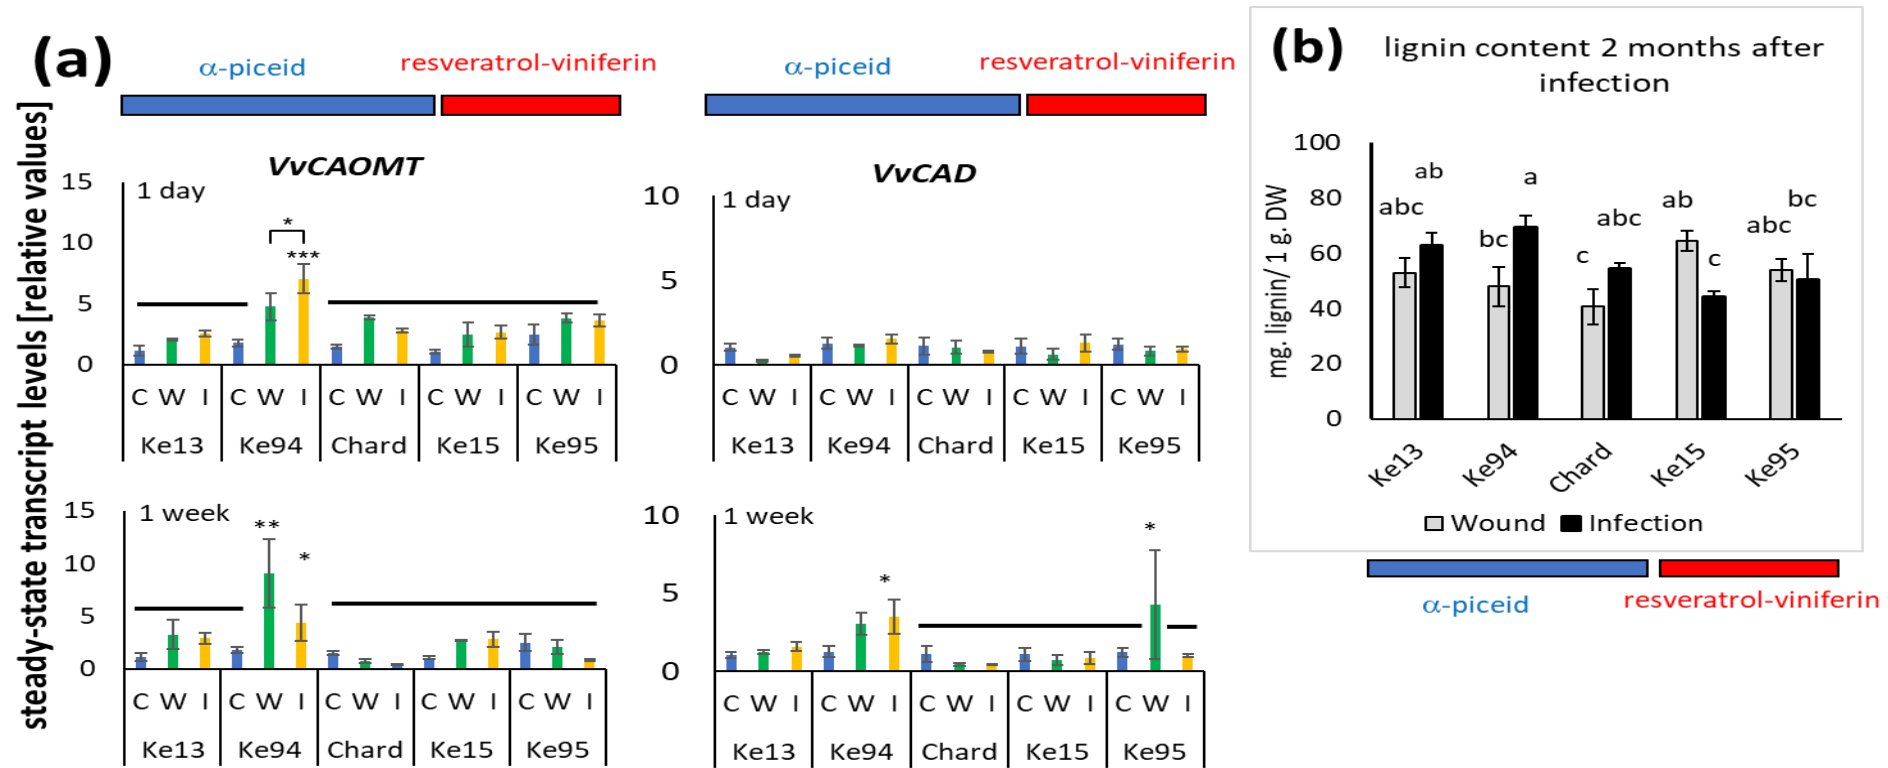 (a)
α-piceid
resveratrol-viniferin
α-piceid
resveratrol-viniferin
steady-state transcript levels [relative values]
VvCAOMT
15
10
5
0
1 day
*
***
C W I C W I C W I C W I C W I
Ke13 Ke94 Chard Ke15 Ke95
VvCAD
10
5
0
1 day
C W I C W I C W I C W I C W I
Ke13 Ke94 Chard Ke15 Ke95
15
10
5
0
1 week
**
*
C W I C W I C W I C W I C W I
Ke13 Ke94 Chard Ke15 Ke95
10
5
0
1 week
*
*
C W I C W I C W I C W I C W I
Ke13 Ke94 Chard Ke15 Ke95
(b)
lignin content 2 months after
infection
mg. lignin/ 1 g. DW
100
80
60
40
20
0
abc ab bc a c abc ab c abc bc
Ke13 Ke94 Chard Ke15 Ke95
Wound Infection
α-piceid
resveratrol-viniferin